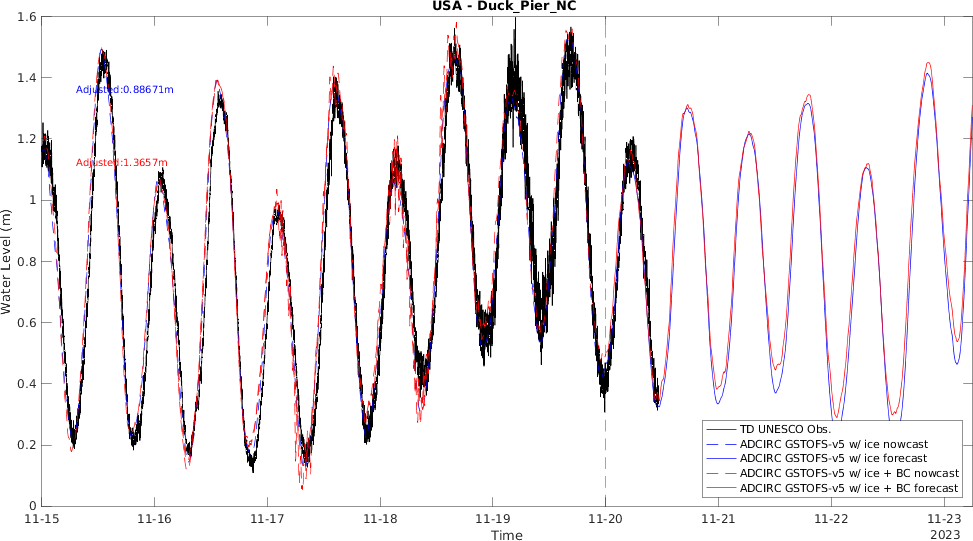 USA - Duck_Pier_NC
1.6
1.4
1.2
1
0.8
0.6
0.4
0.2
0
Water Level (m)
Adjusted:0.88671m
Adjusted:1.3657m
TD UNESCO Obs.
ADCIRC GSTOFS-v5 w/ ice nowcast
ADCIRC GSTOFS-v5 w/ ice forecast
ADCIRC GSTOFS-v5 w/ ice + BC nowcast
ADCIRC GSTOFS-v5 w/ ice + BC forecast
11-15 11-16 11-17 11-18 11-19 11-20 11-21 11-22 11-23
Time
2023